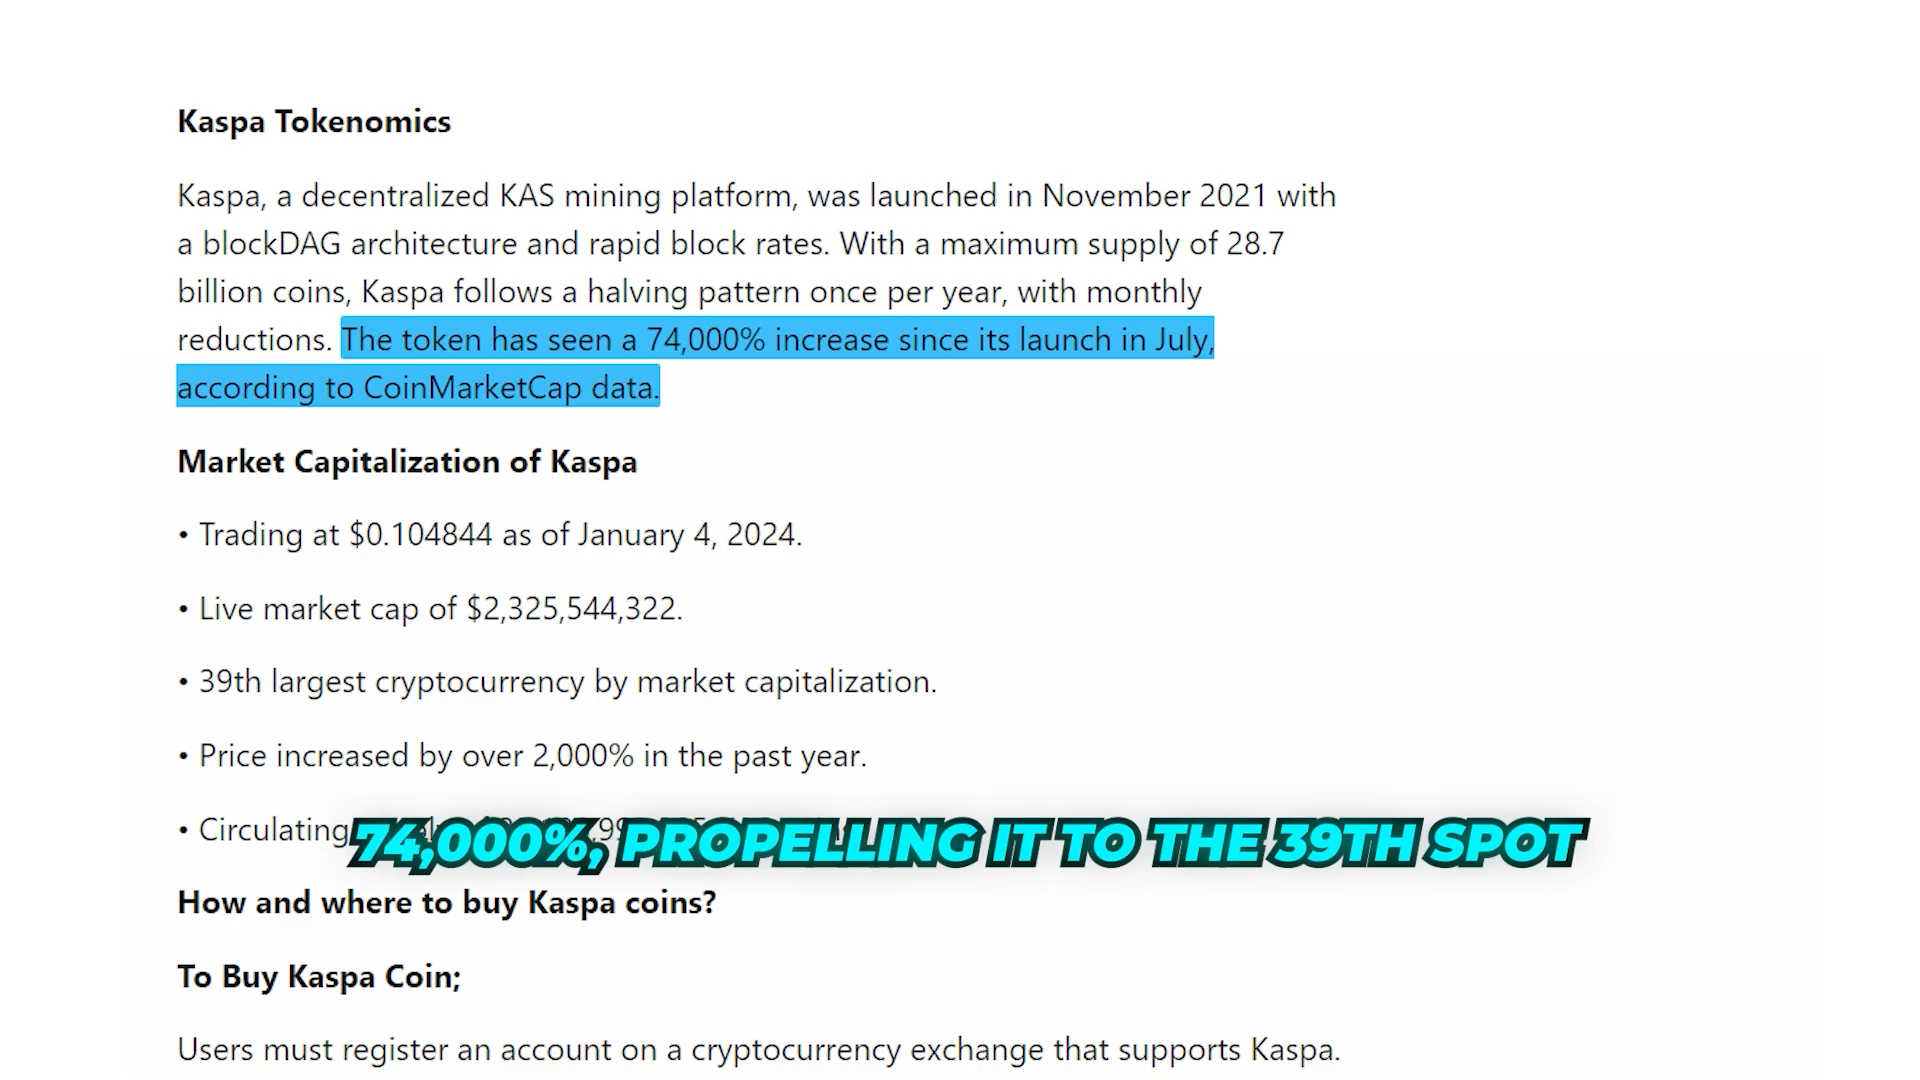 Kaspa Tokenomics
Kaspa, a decentralized KAS mining platform, was launched in November 2021 with
a blockDAG architecture and rapid block rates. With a maximum supply of 28.7
billion coins, Kaspa follows a halving pattern once per year, with monthly
reductions. The token has seen a 74,000% increase since its launch in July,
according to CoinMarketCap data.
Market Capitalization of Kaspa
• Trading at $0.104844 as of January 4, 2024.
• Live market cap of $2,325,544,322.
• 39th largest cryptocurrency by market capitalization.
• Price increased by over 2,000% in the past year.
• Circulating
74,000%, PROPELLING IT TO THE 39TH SPOT
How and where to buy Kaspa coins?
To Buy Kaspa Coin;
Users must register an account on a cryptocurrency exchange that supports Kaspa.